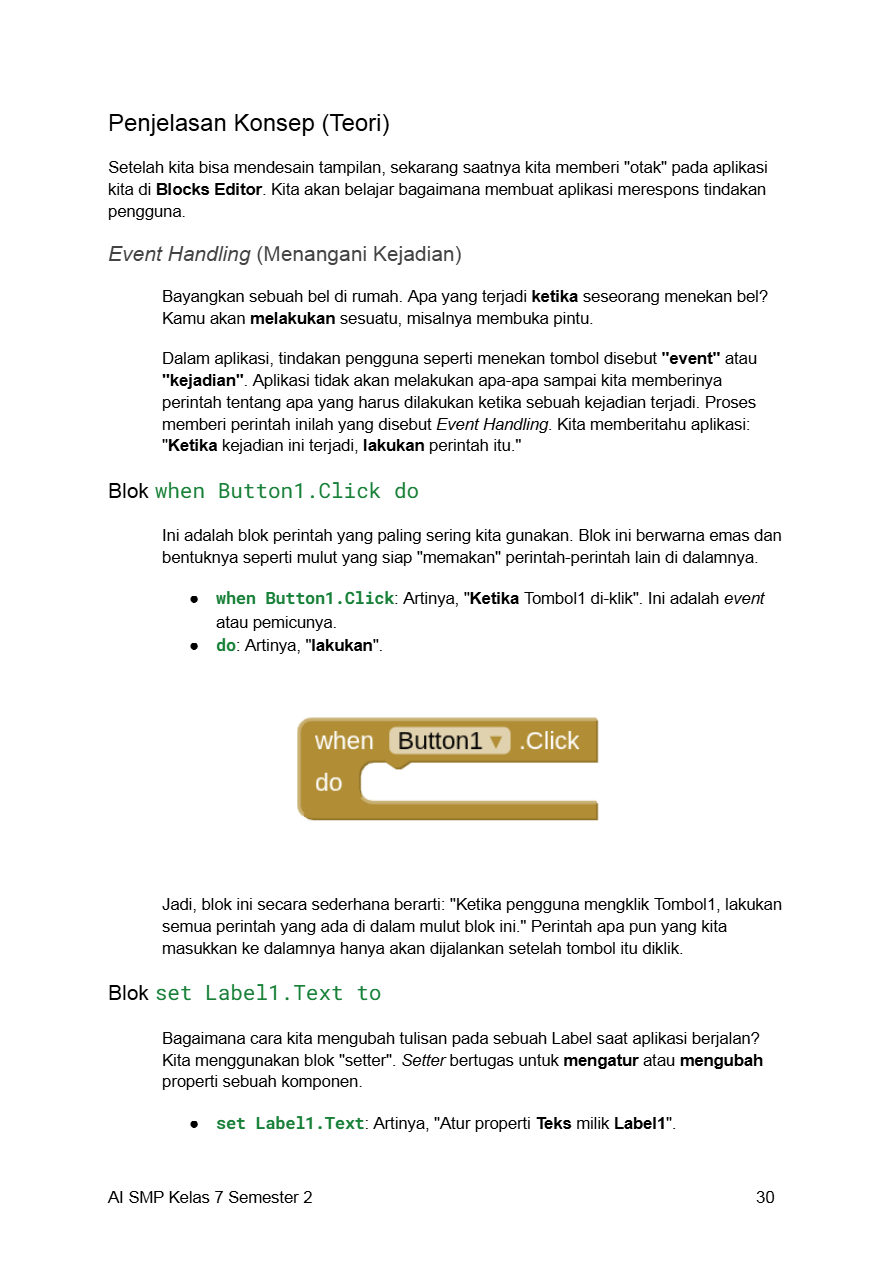 Penjelasan Konsep (Teori)
Setelah kita bisa mendesain tampilan, sekarang saatnya kita memberi "otak" pada aplikasi
kita di Blocks Editor. Kita akan belajar bagaimana membuat aplikasi merespons tindakan
pengguna.
Event Handling (Menangani Kejadian)
Bayangkan sebuah bel di rumah. Apa yang terjadi ketika seseorang menekan bel?
Kamu akan melakukan sesuatu, misalnya membuka pintu.
Dalam aplikasi, tindakan pengguna seperti menekan tombol disebut "event" atau
"kejadian". Aplikasi tidak akan melakukan apa-apa sampai kita memberinya
perintah tentang apa yang harus dilakukan ketika sebuah kejadian terjadi. Proses
memberi perintah inilah yang disebut Event Handling. Kita memberitahu aplikasi:
"Ketika kejadian ini terjadi, lakukan perintah itu."
Blok when Button1.Click do
Ini adalah blok perintah yang paling sering kita gunakan. Blok ini berwarna emas dan
bentuknya seperti mulut yang siap "memakan" perintah-perintah lain di dalamnya.
● when Button1.Click: Artinya, "Ketika Tombol1 di-klik". Ini adalah event
atau pemicunya.
● do: Artinya, "lakukan".
when Button1 ▼ .Click
do
Jadi, blok ini secara sederhana berarti: "Ketika pengguna mengklik Tombol1, lakukan
semua perintah yang ada di dalam mulut blok ini." Perintah apa pun yang kita
masukkan ke dalamnya hanya akan dijalankan setelah tombol itu diklik.
Blok set Label1.Text to
Bagaimana cara kita mengubah tulisan pada sebuah Label saat aplikasi berjalan?
Kita menggunakan blok "setter". Setter bertugas untuk mengatur atau mengubah
properti sebuah komponen.
● set Label1.Text: Artinya, "Atur properti Teks milik Label1".
AI SMP Kelas 7 Semester 2 30